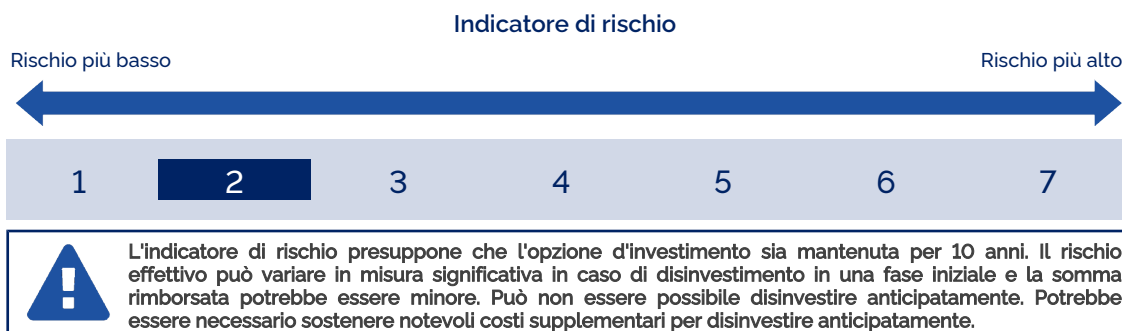 Indicatore di rischio
Rischio più basso Rischio più alto
1 2 3 4 5 6 7
L'indicatore di rischio presuppone che l'opzione d'investimento sia mantenuta per 10 anni. Il rischio
effettivo può variare in misura significativa in caso di disinvestimento in una fase iniziale e la somma
rimborsata potrebbe essere minore. Può non essere possibile disinvestire anticipatamente. Potrebbe
essere necessario sostenere notevoli costi supplementari per disinvestire anticipatamente.